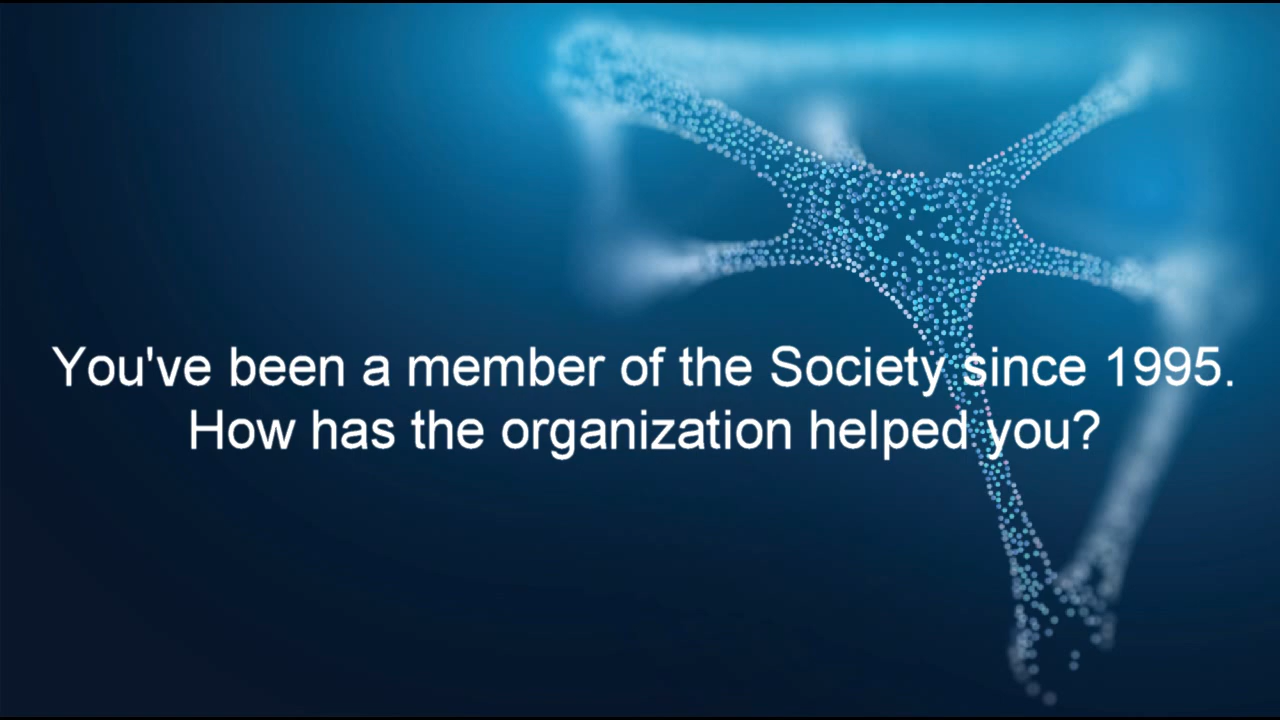 You've been a member of the Society since 1995.
How has the organization helped you?